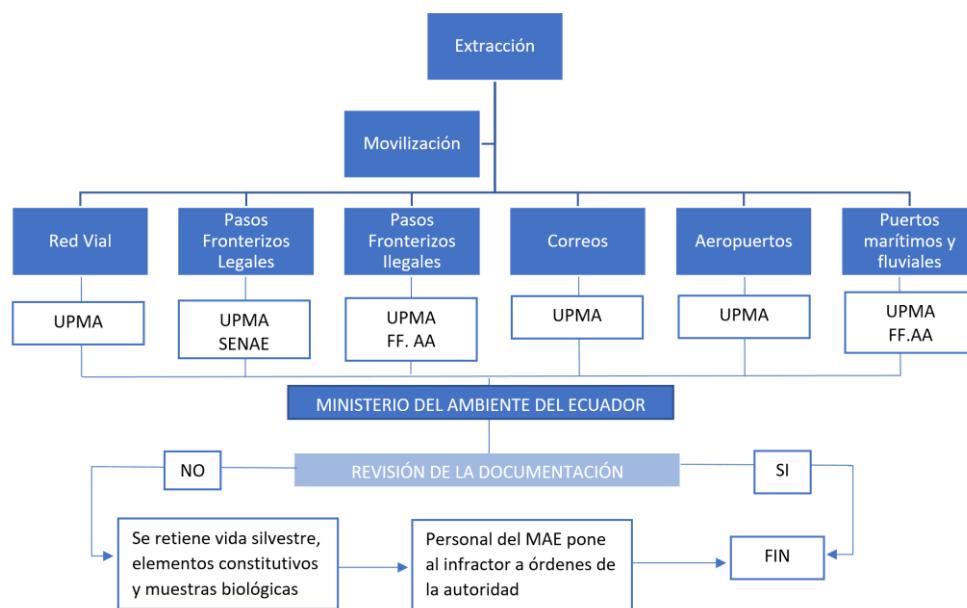 Extracción
Movilización
Red Vial
Pasos
Fronterizos
Legales
Pasos
Fronterizos
Ilegales
Correos
Aeropuertos
Puertos
marítimos y
fluviales
UPMA
UPMA
SENAE
UPMA
FF. AA
UPMA
UPMA
UPMA
FF.AA
MINISTERIO DEL AMBIENTE DEL ECUADOR
NO
REVISIÓN DE LA DOCUMENTACIÓN
SI
Se retiene vida silvestre,
elementos constitutivos
y muestras biológicas
Personal del MAE pone
al infractor a órdenes de
la autoridad
FIN